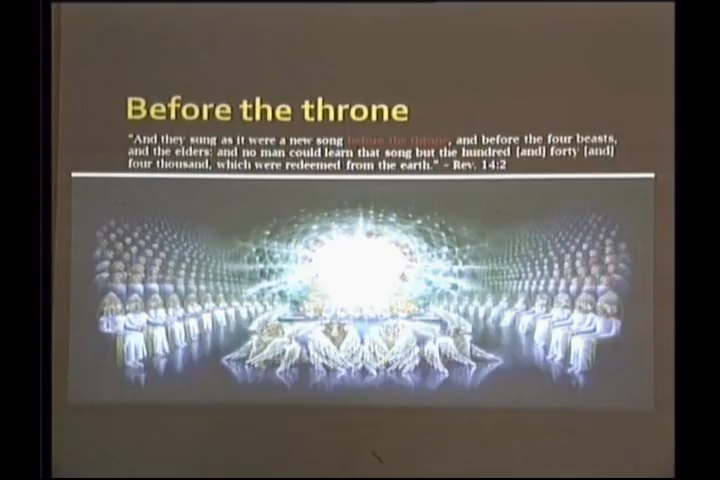 Before the throne
"And they sung as it were a new song before the throne, and before the four beasts,
and the elders: and no man could learn that song but the hundred [and] forty [and]
four thousand, which were redeemed from the earth." - Rev. 14:2